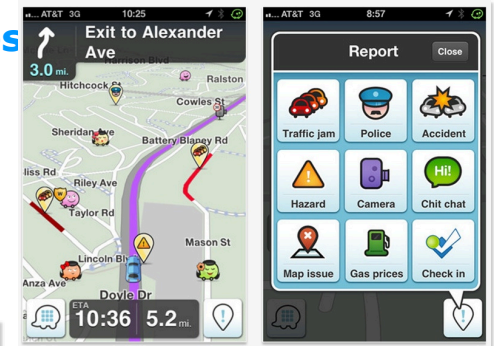 s
AT&T 3G 10:25
Exit to Alexander
Ave
3.0 mi.
Harrison Blvd
Hitchcock
Ralston
Cowles St
Sheridan Ave
Battery Blaney Rd
liss Rd
Riley Ave
Taylor Rd
Mason St
Lincoln Bl
Anza Ave
Doyle Dr
ETA
10:36 5.2 mi.
AT&T 3G 8:57
Report
Close
Traffic jam
Police
Accident
Hazard
Camera
Hi!
Chit chat
Map issue
Gas prices
Check in